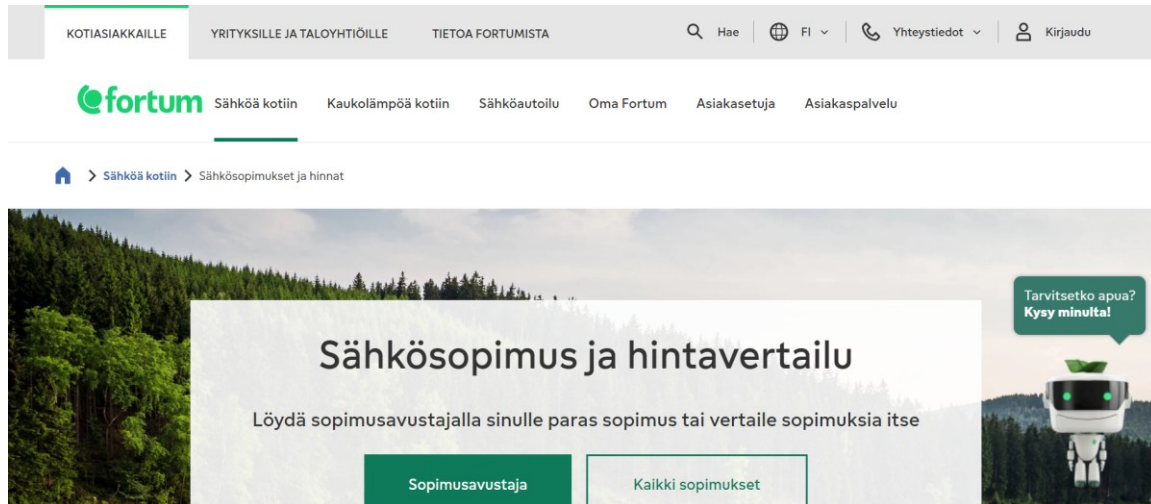 KOTIASIAKKAILLE YRITYKSILLE JA TALOYHTIÖILLE TIETOA FORTUMISTA Hae FI Yhteystiedot Kirjaudu
fortum Sähköä kotiin Kaukolämpöä kotiin Sähköautoilu Oma Fortum Asiakasetuja Asiakaspalvelu
Sähköä kotiin Sähkösopimukset ja hinnat
Tarvitsetko apua?
Kysy minulta!
Sähkösopimus ja hintavertailu
Löydä sopimusavustajalla sinulle paras sopimus tai vertaile sopimuksia itse
Sopimusavustaja Kaikki sopimukset